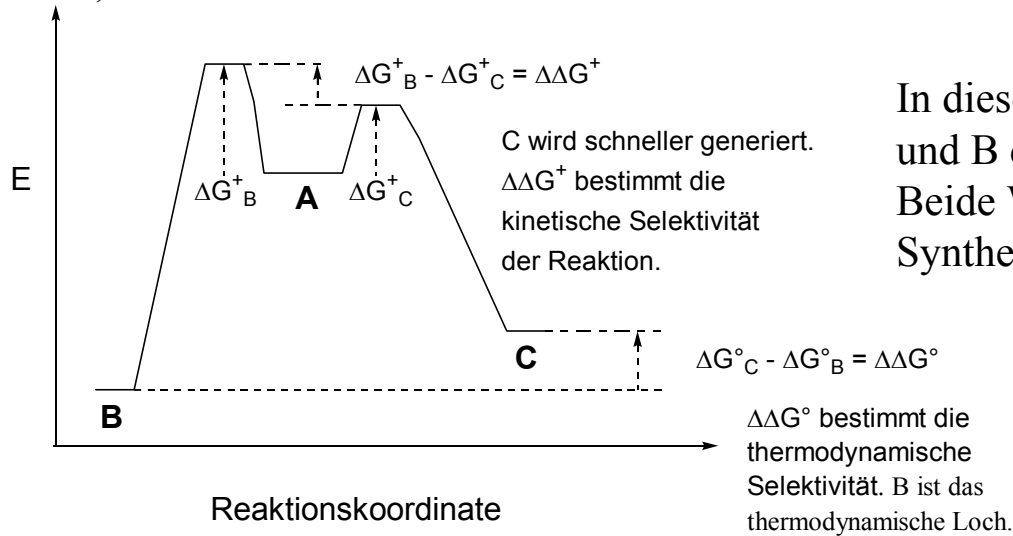 ΔG⁺B - ΔG⁺C = ΔΔG⁺
In diese
C wird schneller generiert.
und B
E
ΔG⁺B
A
ΔG⁺C
ΔΔG⁺ bestimmt die
Beide
kinetische Selektivität
Synthe
der Reaktion.
C
ΔG°C - ΔG°B = ΔΔG°
B
ΔΔG° bestimmt die
thermodynamische
Selektivität. B ist das
thermodynamische Loch.
Reaktionskoordinate